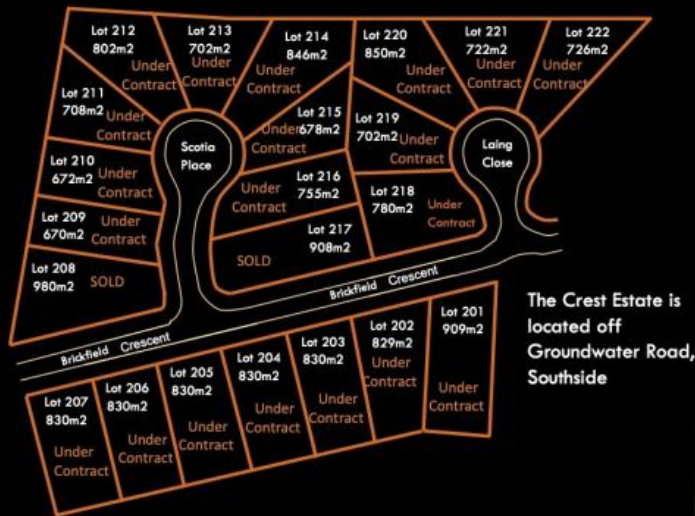 Lot 212
802m2
Under
Contract
Lot 213
702m2
Under
Contract
Lot 214
846m2
Under
Contract
Lot 220
850m2
Under
Contract
Lot 221
722m2
Under
Contract
Lot 222
726m2
Under
Contract
Lot 211
708m2
Under
Contract
Scotia
Place
Lot 215
678m2
Under
Contract
Lot 219
702m2
Under
Contract
Laing
Close
Lot 210
672m2
Under
Contract
Lot 216
755m2
Under
Contract
Lot 218
780m2
Under
Contract
Lot 209
670m2
Under
Contract
Lot 217
908m2
SOLD
Lot 208
980m2
SOLD
Brickfield Crescent
Brickfield Crescent
The Crest Estate is
located off
Groundwater Road,
Southside
Lot 201
909m2
Under
Contract
Lot 202
829m2
Under
Contract
Lot 203
830m2
Under
Contract
Lot 204
830m2
Under
Contract
Lot 205
830m2
Under
Contract
Lot 206
830m2
Under
Contract
Lot 207
830m2
Under
Contract